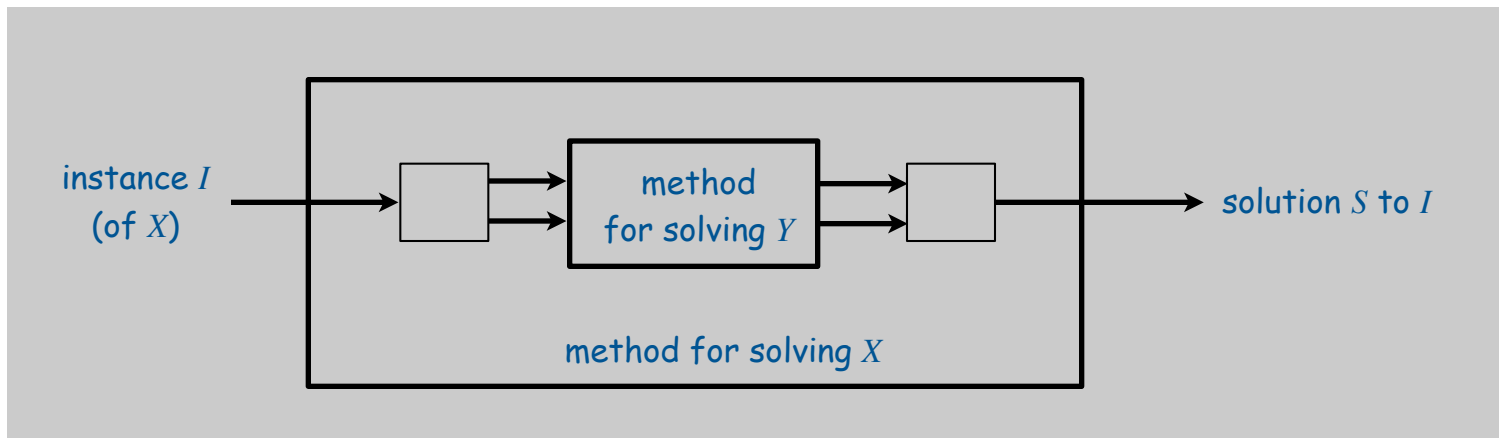 instance I
(of X)
method
for solving Y
solution S to I
method for solving X